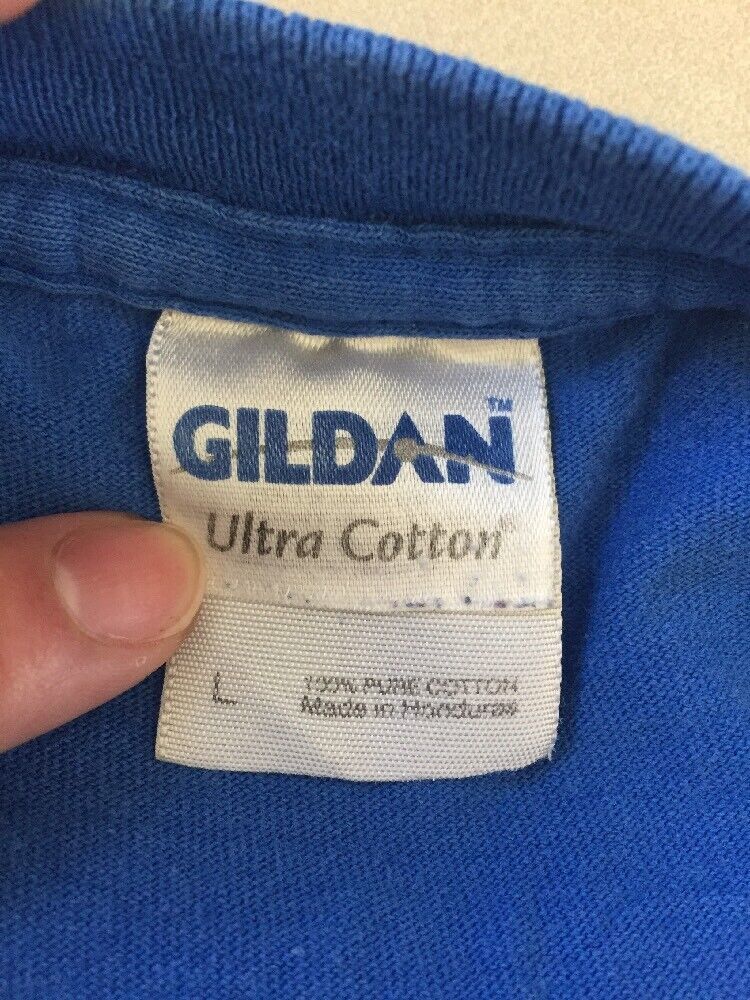 GILDAN™
Ultra Cotton®
L
100% PURE COTTON
Made in Honduras